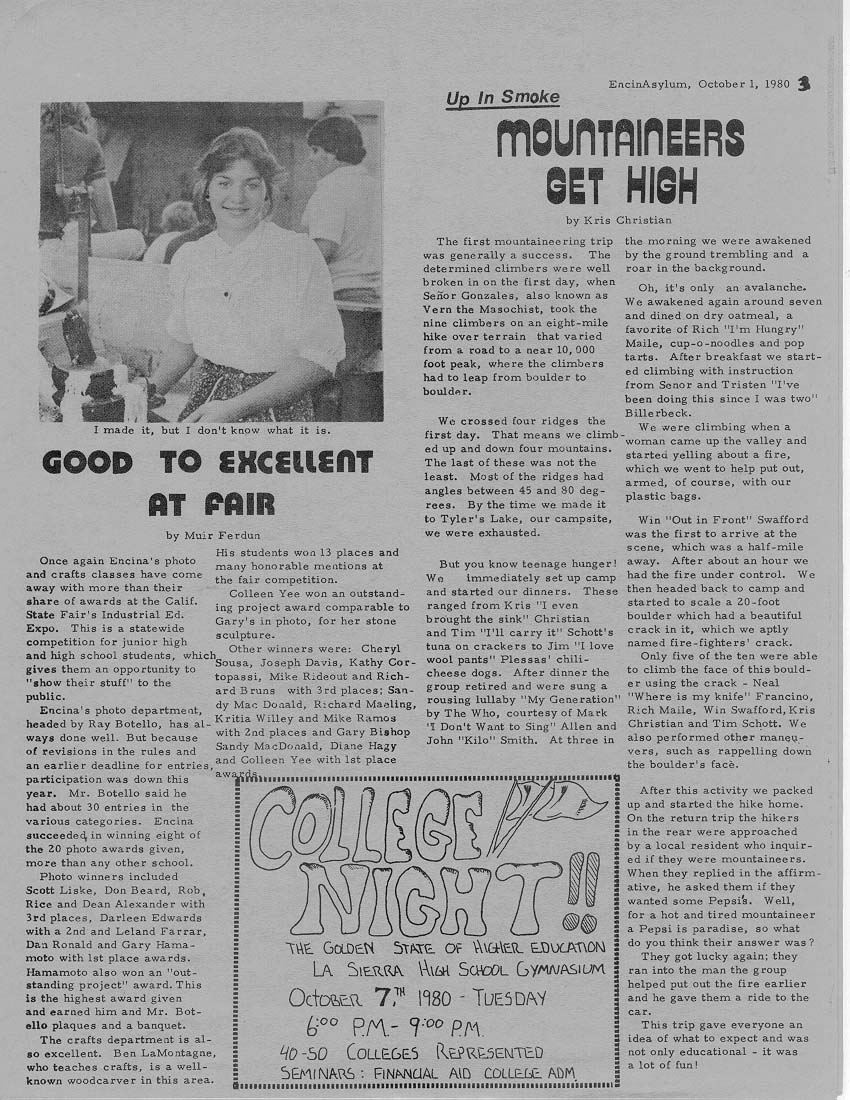 EncinAsylum, October 1, 1980 3
I made it, but I don't know what it is.
GOOD TO EXCELLENT
AT FAIR
by Muir Ferdun
Once again Encina's photo
and crafts classes have come
away with more than their
share of awards at the Calif.
State Fair's Industrial Ed.
Expo. This is a statewide
competition for junior high
and high school students, which
gives them an opportunity to
"show their stuff" to the
public.
Encina's photo department,
headed by Ray Botello, has al-
ways done well. But because
of revisions in the rules and
an earlier deadline for entries,
participation was down this
year. Mr. Botello said he
had about 30 entries in the
various categories. Encina
succeeded, in winning eight of
the 20 photo awards given,
more than any other school.
Photo winners included
Scott Liske, Don Beard, Rob,
Rice and Dean Alexander with
3rd places, Darleen Edwards
with a 2nd and Leland Farrar,
Dan Ronald and Gary Hama-
moto with 1st place awards.
Hamamoto also won an "out-
standing project" award. This
is the highest award given
and earned him and Mr. Bot-
ello plaques and a banquet.
The crafts department is al-
so excellent. Ben LaMontagne,
who teaches crafts, is a well-
known woodcarver in this area.
His students won 13 places and
many honorable mentions at
the fair competition.
Colleen Yee won an outstand-
ing project award comparable to
Gary's in photo, for her stone
sculpture.
Other winners were: Cheryl
Sousa, Joseph Davis, Kathy Cor-
topassi, Mike Rideout and Rich-
ard Bruns with 3rd places; San-
dy Mac Donald, Richard Maeling,
Kritia Willey and Mike Ramos
with 2nd places and Gary Bishop
Sandy MacDonald, Diane Hagy
and Colleen Yee with 1st place
awards.
Up In Smoke
MOUNTAINEERS
GET HIGH
by Kris Christian
The first mountaineering trip
was generally a success. The
determined climbers were well
broken in on the first day, when
Señor Gonzales, also known as
Vern the Masochist, took the
nine climbers on an eight-mile
hike over terrain that varied
from a road to a near 10,000
foot peak, where the climbers
had to leap from boulder to
boulder.
We crossed four ridges the
first day. That means we climb-
ed up and down four mountains.
The last of these was not the
least. Most of the ridges had
angles between 45 and 80 deg-
rees. By the time we made it
to Tyler's Lake, our campsite,
we were exhausted.
But you know teenage hunger!
We immediately set up camp
and started our dinners. These
ranged from Kris "I even
brought the sink" Christian
and Tim "I'll carry it" Schott's
tuna on crackers to Jim "I love
wool pants" Plessas' chili-
cheese dogs. After dinner the
group retired and were sung a
rousing lullaby "My Generation"
by The Who, courtesy of Mark
"I Don't Want to Sing" Allen and
John "Kilo" Smith. At three in
the morning we were awakened
by the ground trembling and a
roar in the background.
Oh, it's only an avalanche.
We awakened again around seven
and dined on dry oatmeal, a
favorite of Rich "I'm Hungry"
Maile, cup-o-noodles and pop
tarts. After breakfast we start-
ed climbing with instruction
from Senor and Tristen "I've
been doing this since I was two"
Billerbeck.
We were climbing when a
woman came up the valley and
started yelling about a fire,
which we went to help put out,
armed, of course, with our
plastic bags.
Win "Out in Front" Swafford
was the first to arrive at the
scene, which was a half-mile
away. After about an hour we
had the fire under control. We
then headed back to camp and
started to scale a 20-foot
boulder which had a beautiful
crack in it, which we aptly
named fire-fighters' crack.
Only five of the ten were able
to climb the face of this bould-
er using the crack - Neal
"Where is my knife" Francino,
Rich Maile, Win Swafford, Kris
Christian and Tim Schott. We
also performed other maneu-
vers, such as rappelling down
the boulder's face.
After this activity we packed
up and started the hike home.
On the return trip the hikers
in the rear were approached
by a local resident who inquir-
ed if they were mountaineers.
When they replied in the affirm-
ative, he asked them if they
wanted some Pepsi's. Well,
for a hot and tired mountaineer
a Pepsi is paradise, so what
do you think their answer was?
They got lucky again; they
ran into the man the group
helped put out the fire earlier
and he gave them a ride to the
car.
This trip gave everyone an
idea of what to expect and was
not only educational - it was
a lot of fun!
COLLEGE
NIGHT!!
THE GOLDEN STATE OF HIGHER EDUCATION
LA SIERRA HIGH SCHOOL GYMNASIUM
OCTOBER 7,TH 1980 - TUESDAY
6:00 P.M. - 9:00 P.M.
40-50 COLLEGES REPRESENTED
SEMINARS: FINANCIAL AID COLLEGE ADM.